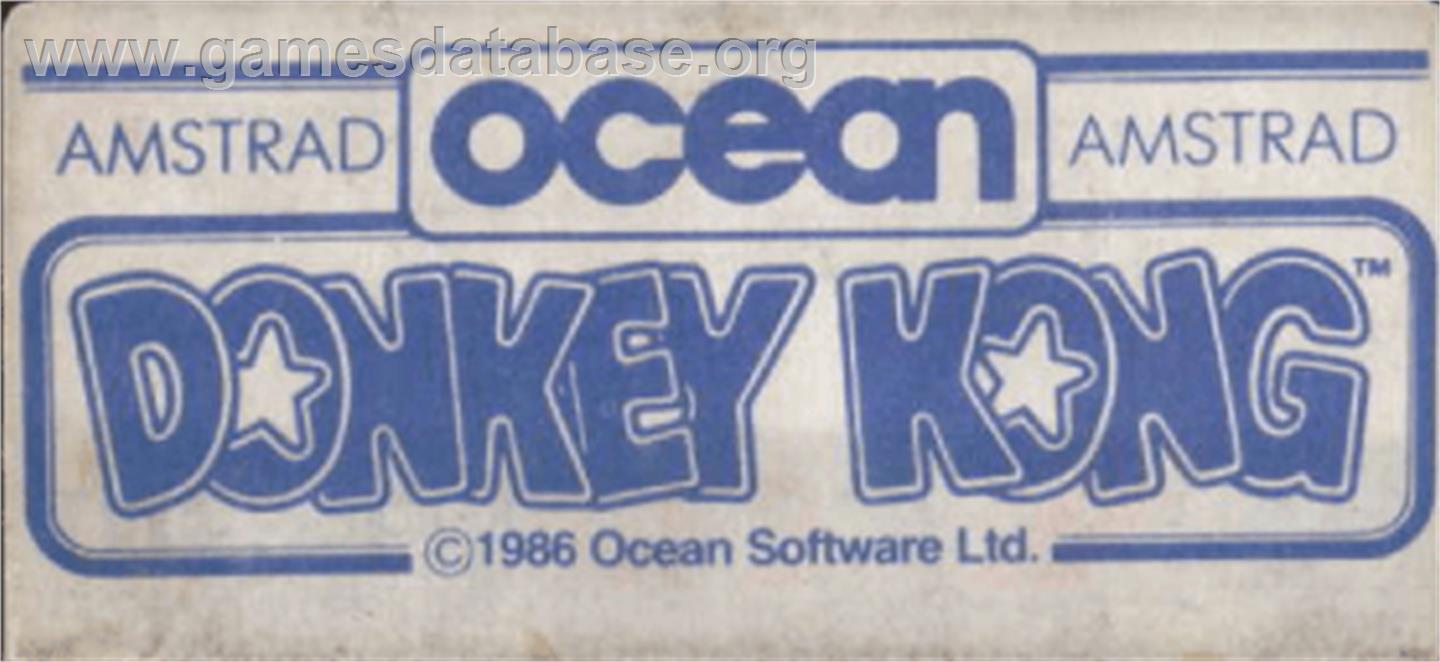 www.gamesdatabase.org
ocean
AMSTRAD AMSTRAD
DONKEY KONG™
©1986 Ocean Software Ltd.